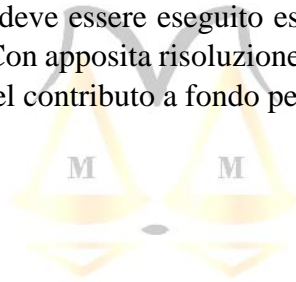 deve essere eseguito es
Con apposita risoluzione
el contributo a fondo pe
M M